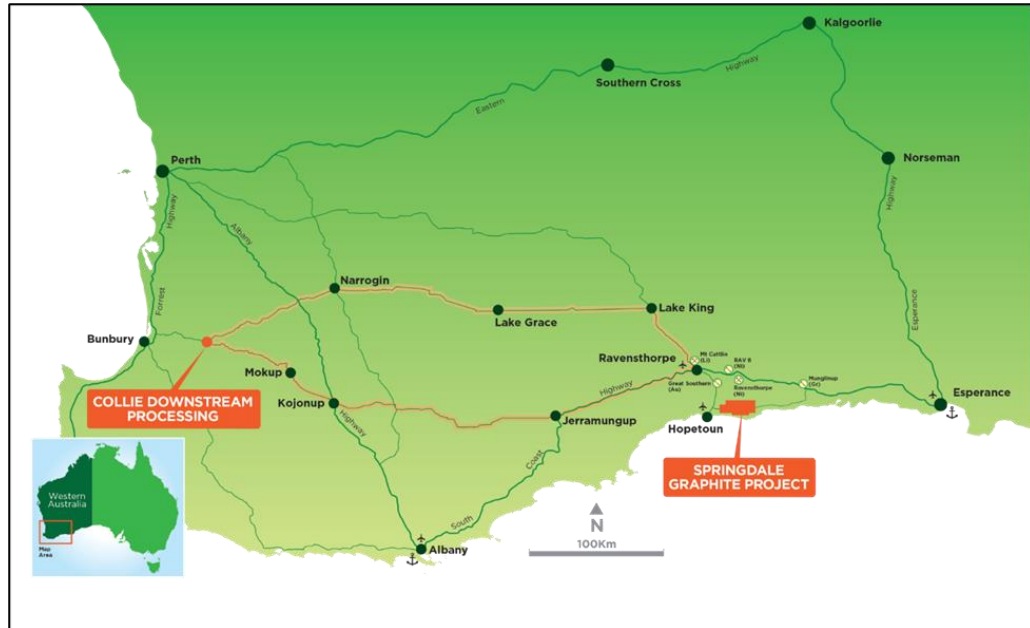 Kalgoorlie
Southern Cross
Highway
Eastern
Perth
Norseman
Highway
Albany
Highway
Forrest
Narrogin
Lake Grace
Lake King
Esperance
Bunbury
Ravensthorpe
Mt Cattlin
(Li)
RAV 8
(Ni)
Munglinup
(Gr)
Great Southern
(Au)
Ravensthorpe
(Ni)
Mokup
Kojonup
Highway
Highway
Jerramungup
Hopetoun
Esperance
COLLIE DOWNSTREAM
PROCESSING
SPRINGDALE
GRAPHITE PROJECT
Coast
South
Albany
Western
Australia
Map
Area
N
100Km